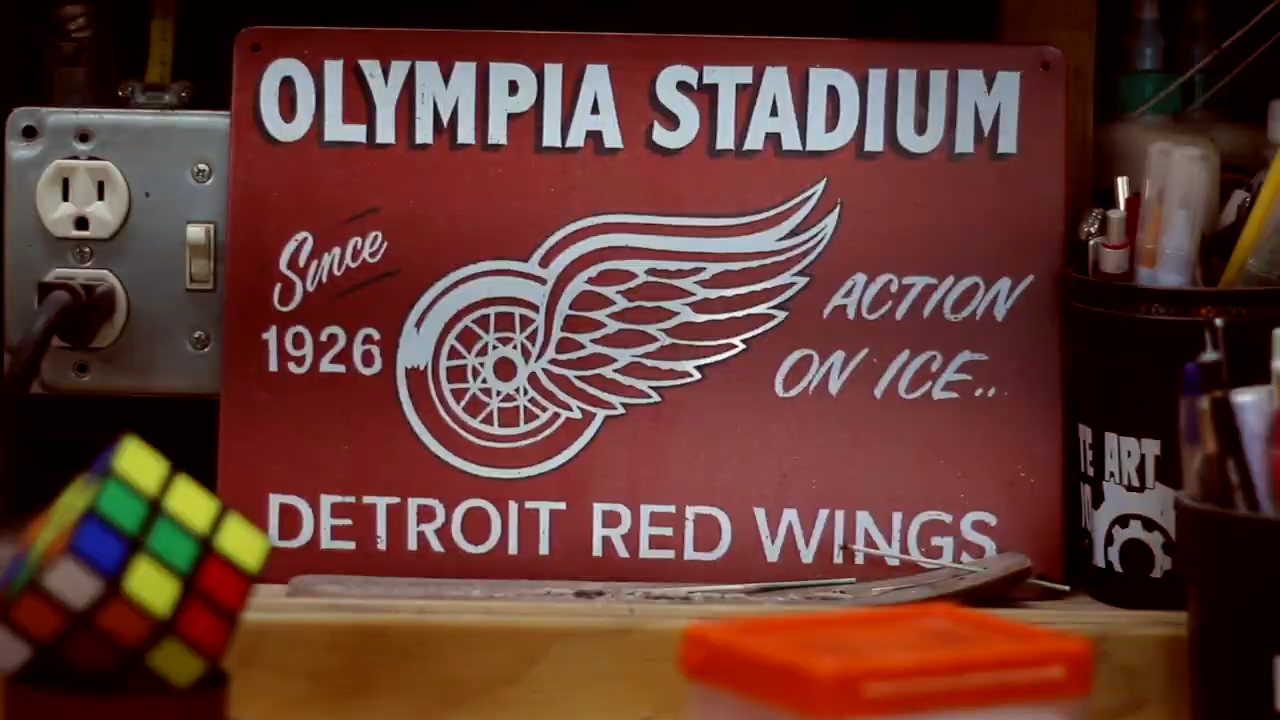 OLYMPIA STADIUM
Since
1926
ACTION
ON ICE..
DETROIT RED WINGS
TE ART